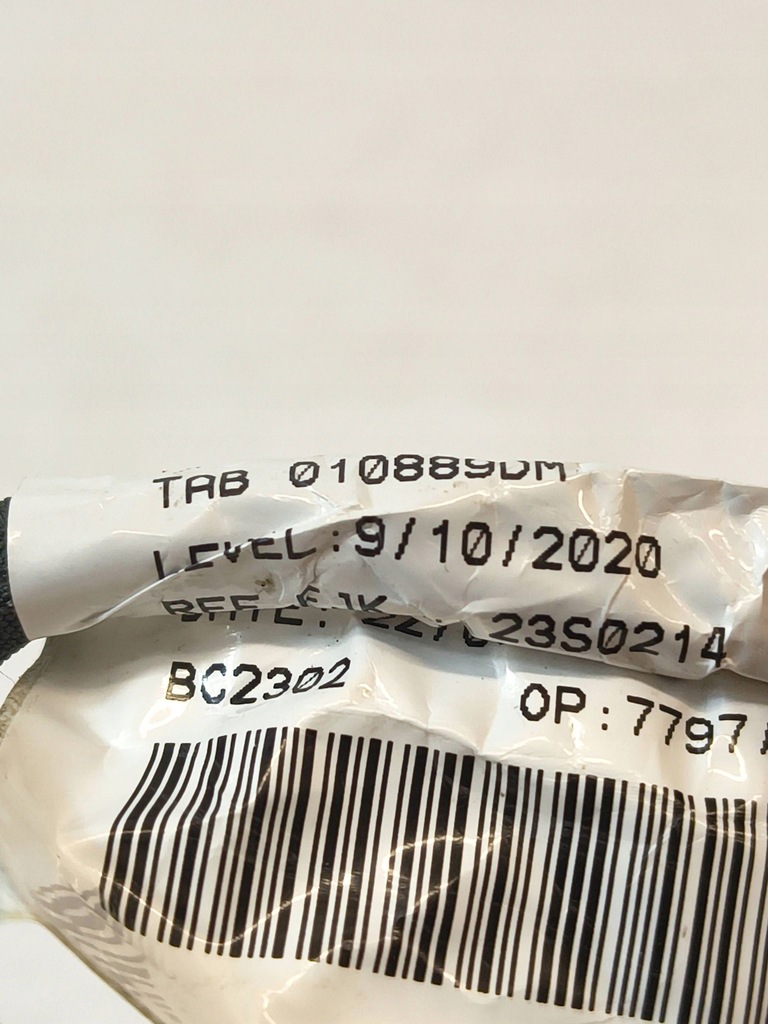 TAB 010889DM
LEVEL:9/10/2020
23S0214
BC2302
OP:7797